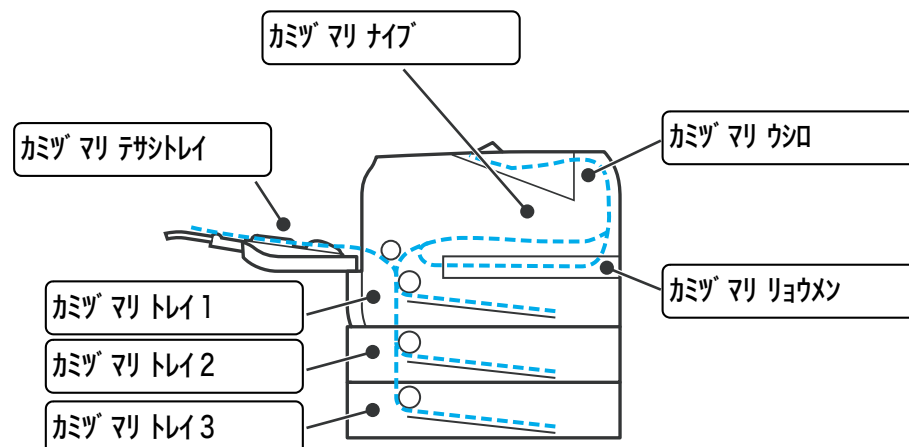 ｶﾐﾂﾞﾏﾘ ﾅｲﾌﾞ
ｶﾐﾂﾞﾏﾘ ﾃｻｼﾄﾚｲ
ｶﾐﾂﾞﾏﾘ ｳｼﾛ
ｶﾐﾂﾞﾏﾘ ﾘｮｳﾒﾝ
ｶﾐﾂﾞﾏﾘ ﾄﾚｲ1
ｶﾐﾂﾞﾏﾘ ﾄﾚｲ2
ｶﾐﾂﾞﾏﾘ ﾄﾚｲ3